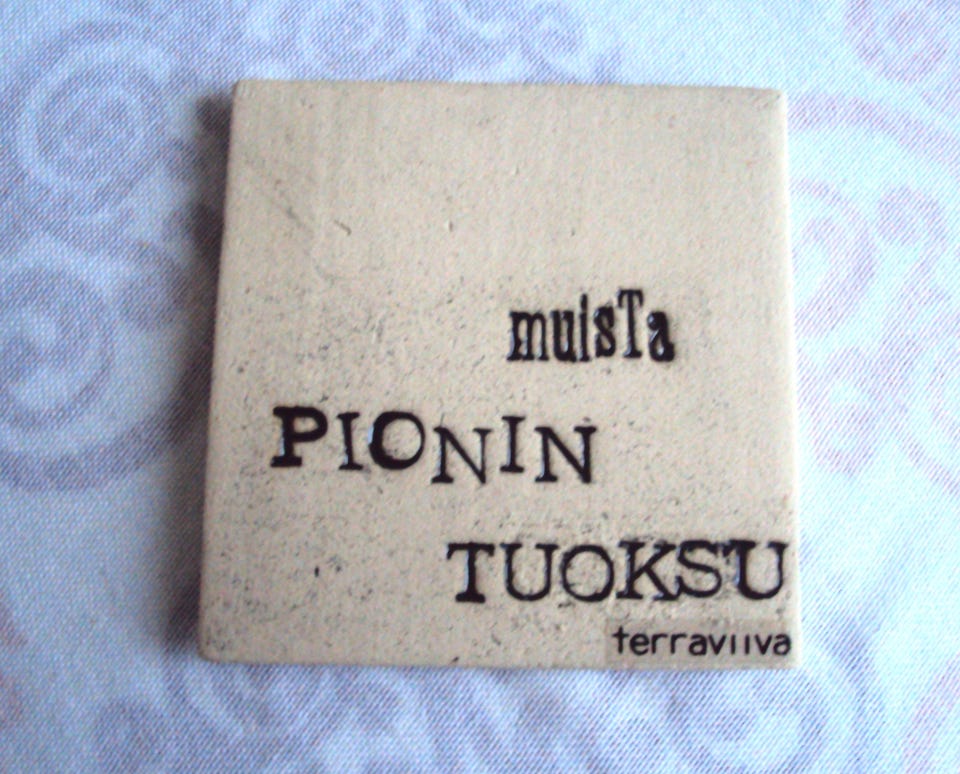 muisTa
PIONIN
TUOKSU
terraviiva